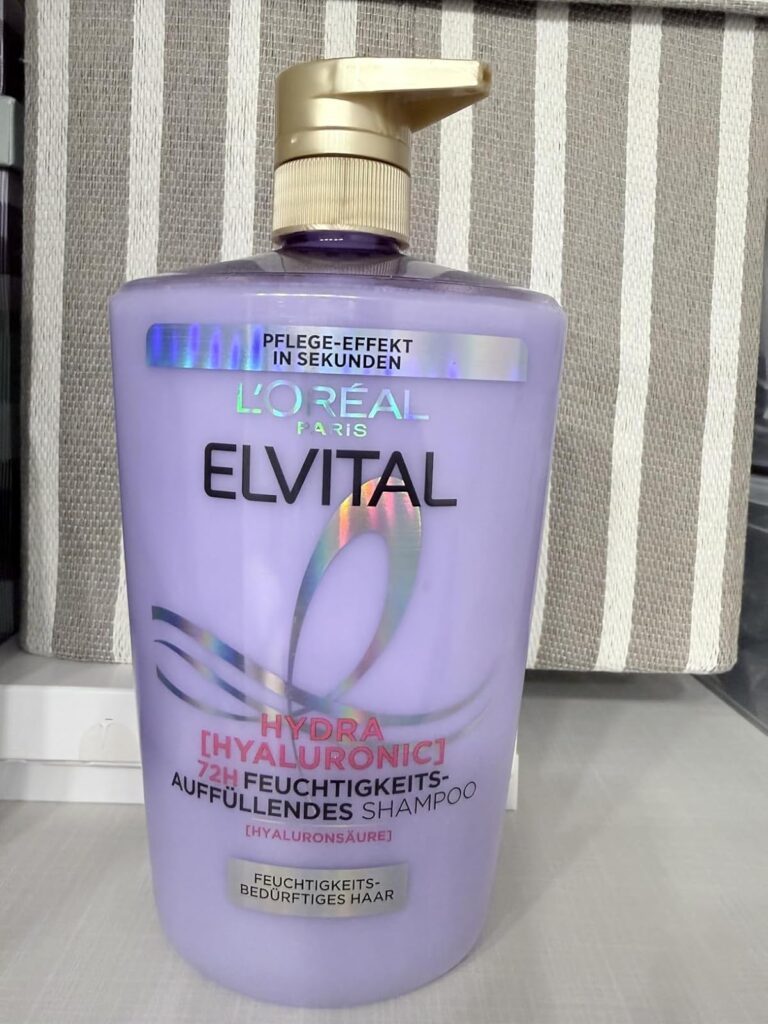 PFLEGE-EFFEKT
IN SEKUNDEN
L'ORÉAL
PARIS
ELVITAL
HYDRA
[HYALURONIC]
72H FEUCHTIGKEITS-
AUFFÜLLENDES SHAMPOO
[HYALURONSÄURE]
FEUCHTIGKEITS-
BEDÜRFTIGES HAAR